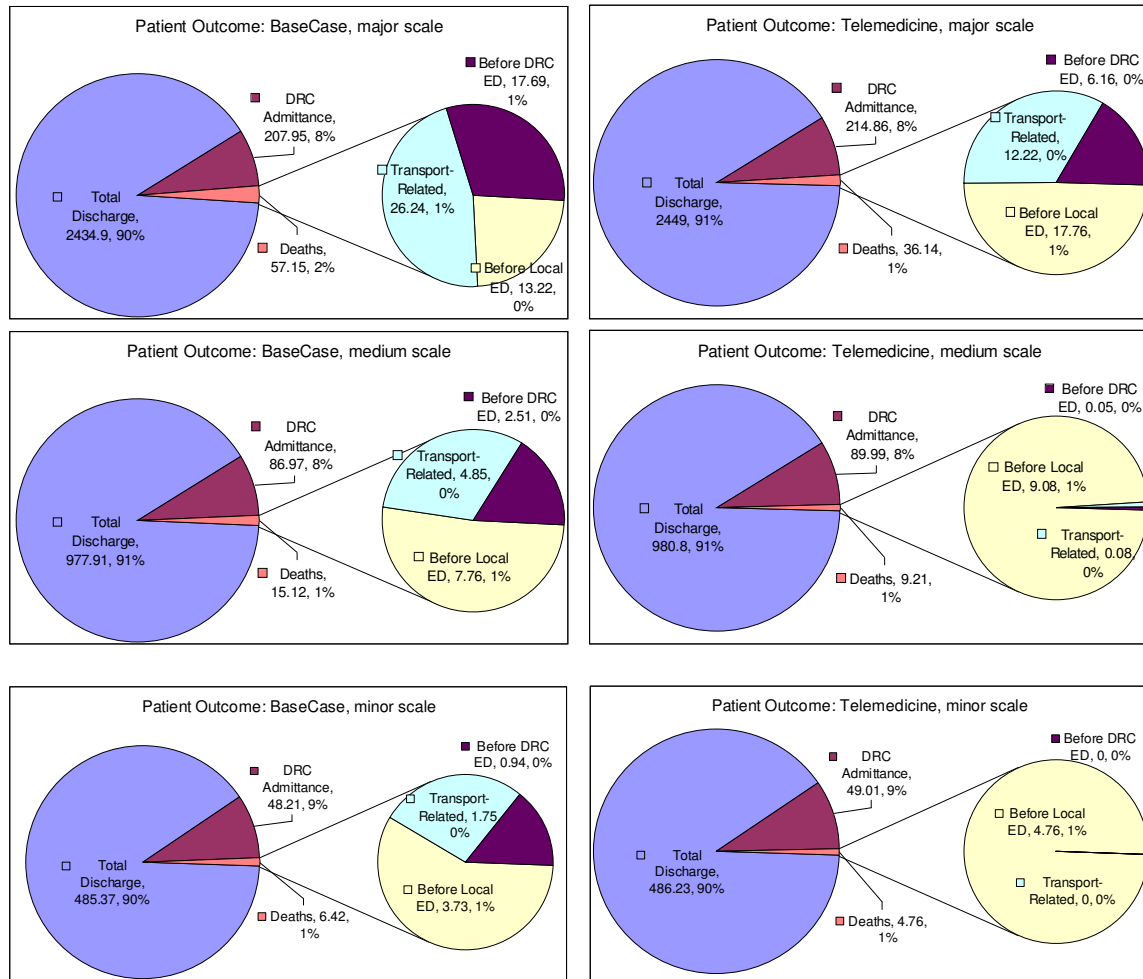 Patient Outcome: BaseCase, major scale
Before DRC
ED, 17.69,
1%
DRC
Admittance,
207.95, 8%
Transport-
Related,
26.24, 1%
Total
Discharge,
2434.9, 90%
Deaths,
57.15, 2%
Before Local
ED, 13.22,
0%
Patient Outcome: Telemedicine, major scale
Before DRC
ED, 6.16, 0%
DRC
Admittance,
214.86, 8%
Transport-
Related,
12.22, 0%
Total
Discharge,
2449, 91%
Before Local
ED, 17.76,
1%
Deaths, 36.14,
1%
Patient Outcome: BaseCase, medium scale
Before DRC
ED, 2.51, 0%
DRC
Admittance,
86.97, 8%
Transport-
Related, 4.85,
0%
Total
Discharge,
977.91, 91%
Before Local
ED, 7.76, 1%
Deaths,
15.12, 1%
Patient Outcome: Telemedicine, medium scale
Before DRC
ED, 0.05, 0%
DRC
Admittance,
89.99, 8%
Before Local
ED, 9.08, 1%
Total
Discharge,
980.8, 91%
Transport-
Related, 0.08,
0%
Deaths, 9.21,
1%
Patient Outcome: BaseCase, minor scale
Before DRC
ED, 0.94, 0%
DRC
Admittance,
48.21, 9%
Transport-
Related, 1.75,
0%
Total
Discharge,
485.37, 90%
Before Local
ED, 3.73, 1%
Deaths, 6.42,
1%
Patient Outcome: Telemedicine, minor scale
Before DRC
ED, 0, 0%
DRC
Admittance,
49.01, 9%
Before Local
ED, 4.76, 1%
Total
Discharge,
486.23, 90%
Transport-
Related, 0, 0%
Deaths, 4.76,
1%